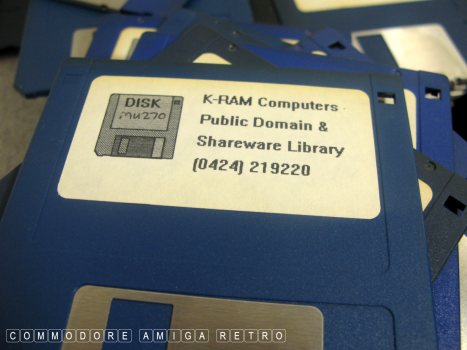 DISK
mu270
K-RAM Computers
Public Domain &
Shareware Library
(0424) 219220
COMMODORE AMIGA RETRO